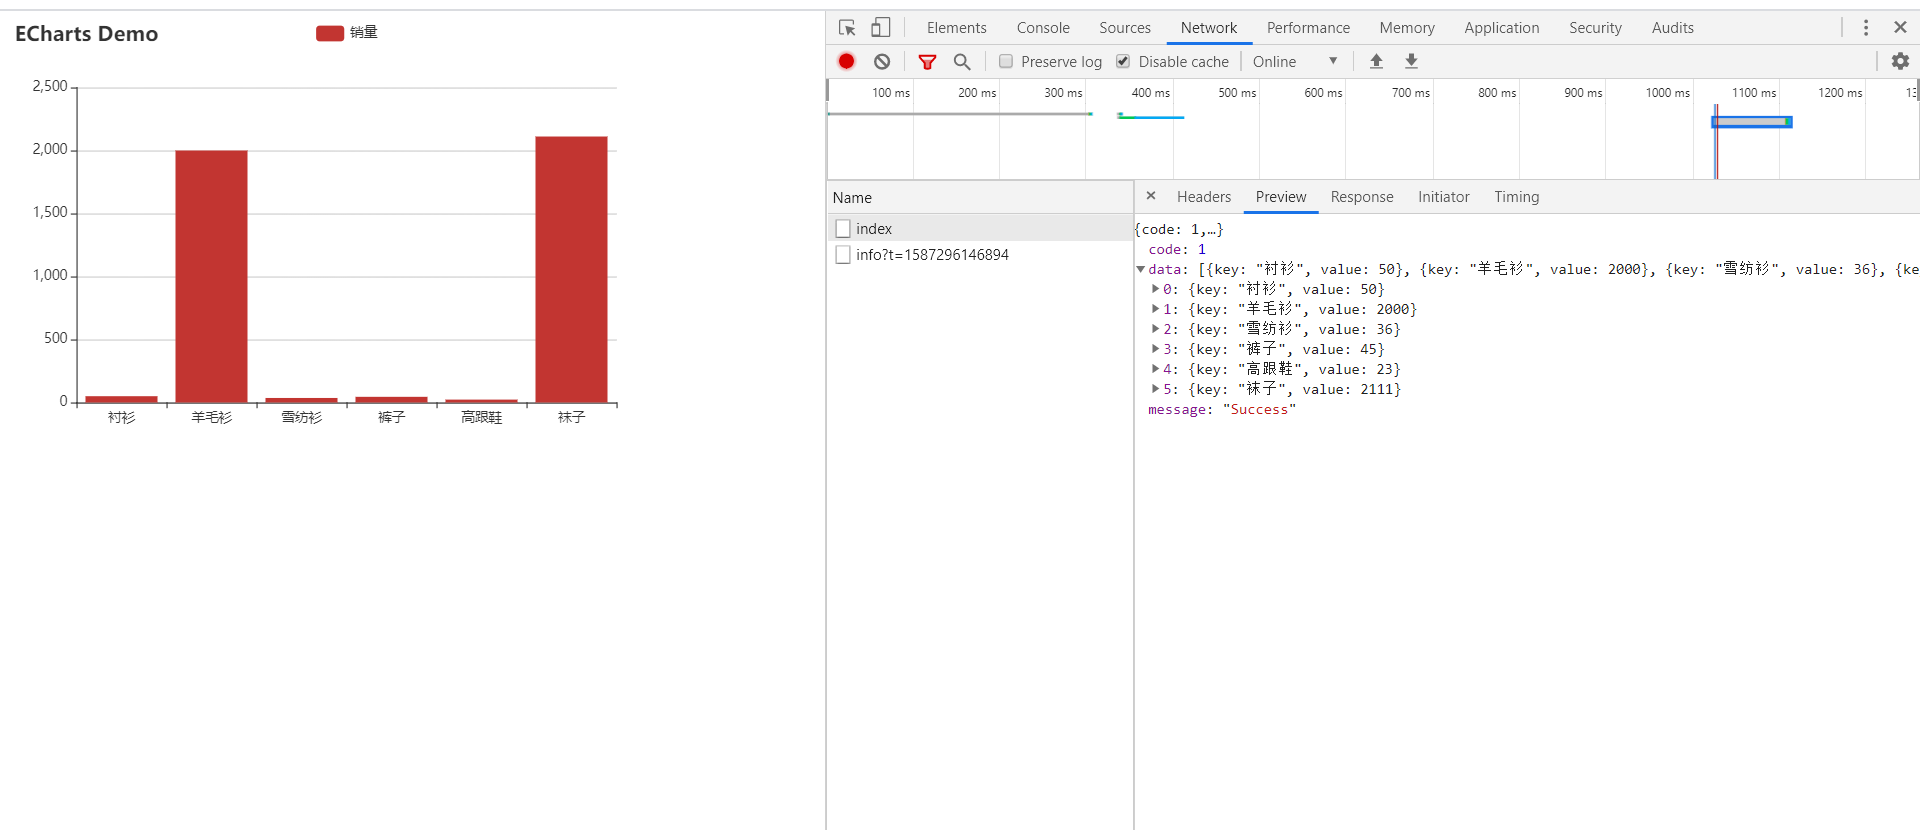 ECharts Demo
销量
2,500
2,000
1,500
1,000
500
0
衬衫 羊毛衫 雪纺衫 裤子 高跟鞋 袜子
Elements Console Sources Network Performance Memory Application Security Audits
Preserve log Disable cache Online
100 ms 200 ms 300 ms 400 ms 500 ms 600 ms 700 ms 800 ms 900 ms 1000 ms 1100 ms 1200 ms
Name
index
info?t=1587296146894
× Headers Preview Response Initiator Timing
{code: 1,…}
code: 1
data: [{key: "衬衫", value: 50}, {key: "羊毛衫", value: 2000}, {key: "雪纺衫", value: 36}, {ke
0: {key: "衬衫", value: 50}
1: {key: "羊毛衫", value: 2000}
2: {key: "雪纺衫", value: 36}
3: {key: "裤子", value: 45}
4: {key: "高跟鞋", value: 23}
5: {key: "袜子", value: 2111}
message: "Success"